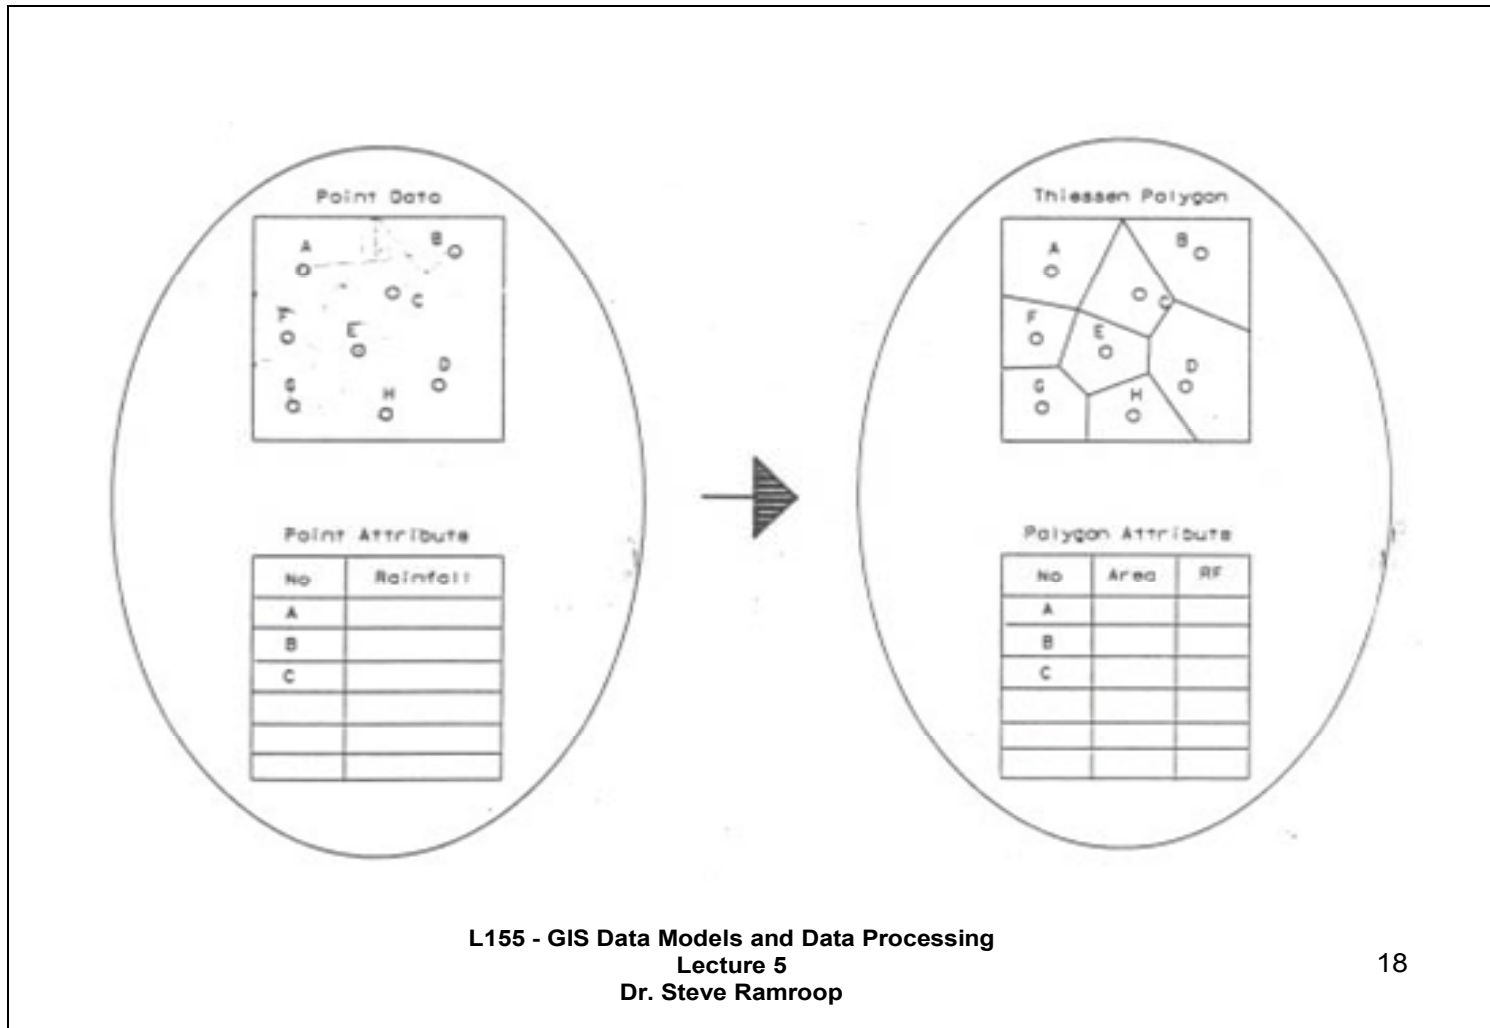 Point Data
A
B
C
F
E
D
G
H
Point Attribute
No Rainfall
A
B
C
Thiessen Polygon
A
B
C
F
E
D
G
H
Polygon Attribute
No Area RF
A
B
C
L155 - GIS Data Models and Data Processing
Lecture 5
Dr. Steve Ramroop
18